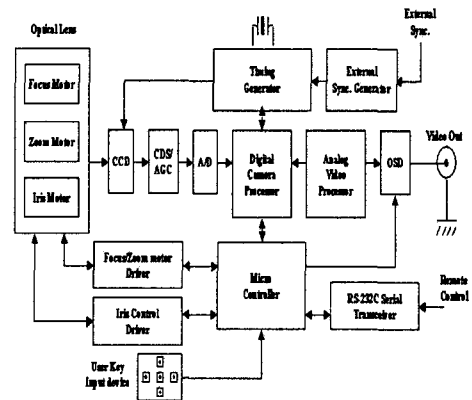 External
Sync.
Optical Lens
Focus Motor
Zoom Motor
Iris Motor
Timing
Generator
External
Sync. Generator
CCD
CDS/
AGC
A/D
Digital
Camera
Processor
Analog
Video
Processor
OSD
Video Out
Focus/Zoom motor
Driver
Micro
Controller
Iris Control
Driver
RS-232C Serial
Transceiver
Remote
Control
User Key
Input device